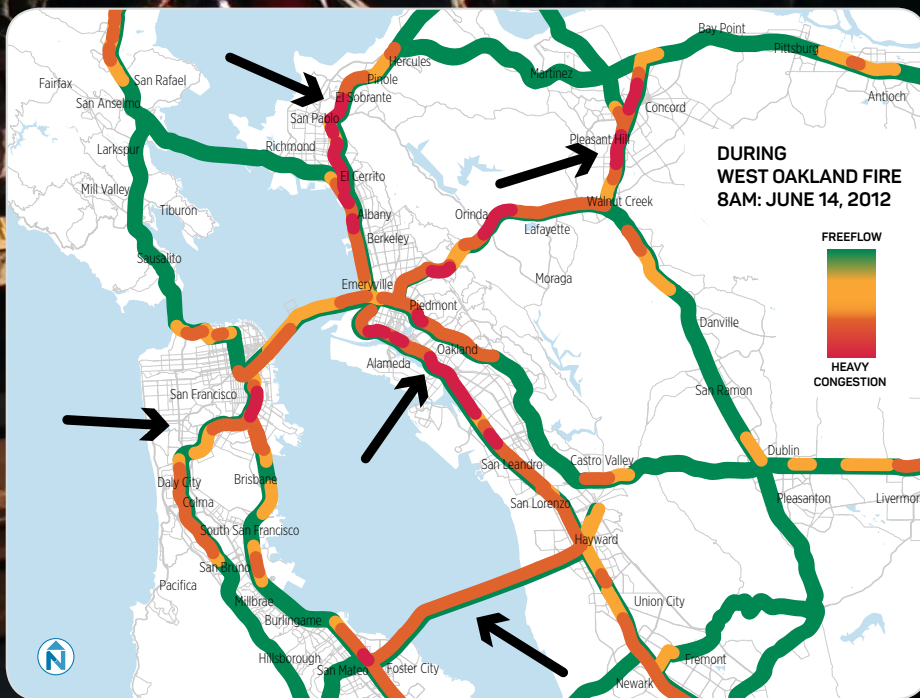 Bay Point
Pittsburg
Hercules
Martinez
Pinole
Fairfax
San Rafael
El Sobrante
Antioch
San Anselmo
Concord
San Pablo
Pleasant Hill
Larkspur
Richmond
DURING
WEST OAKLAND FIRE
8AM: JUNE 14, 2012
El Cerrito
Mill Valley
Walnut Creek
Tiburon
Albany
Orinda
Lafayette
Berkeley
FREEFLOW
Sausalito
Moraga
Emeryville
Piedmont
Danville
Oakland
Alameda
HEAVY
CONGESTION
San Ramon
San Francisco
Dublin
San Leandro
Castro Valley
Daly City
Brisbane
Colma
San Lorenzo
Pleasanton
Livermor
South San Francisco
Hayward
San Bruno
Pacifica
Millbrae
Union City
Burlingame
N
Hillsborough
San Mateo
Foster City
Fremont
Newark